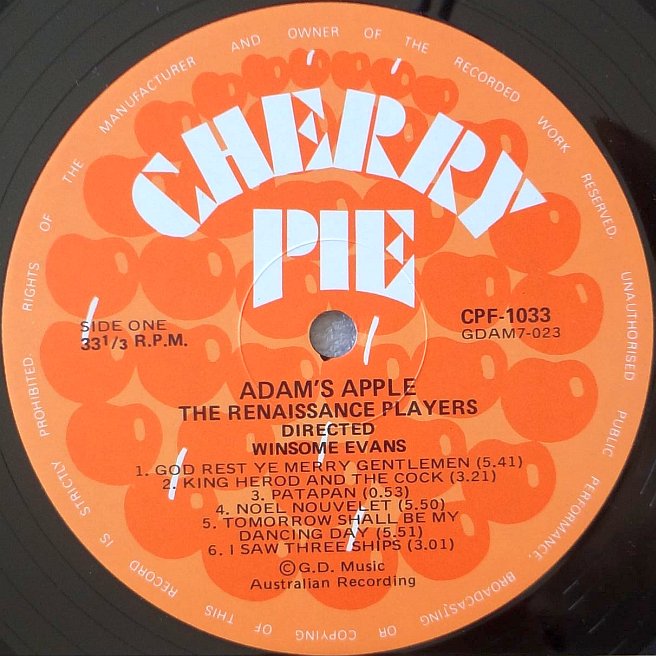 ALL RIGHTS OF THE MANUFACTURER AND OWNER OF THE RECORDED WORK RESERVED. UNAUTHORISED PUBLIC PERFORMANCE, BROADCASTING OR COPYING OF THIS RECORD IS STRICTLY PROHIBITED
CHERRY
PIE
SIDE ONE
33 1/3 R.P.M.
CPF-1033
GDAM7-023
ADAM'S APPLE
THE RENAISSANCE PLAYERS
DIRECTED
WINSOME EVANS
1. GOD REST YE MERRY GENTLEMEN (5.41)
2. KING HEROD AND THE COCK (3.21)
3. PATAPAN (0.53)
4. NOEL NOUVELET (5.50)
5. TOMORROW SHALL BE MY
DANCING DAY (5.51)
6. I SAW THREE SHIPS (3.01)
©G.D. Music
Australian Recording